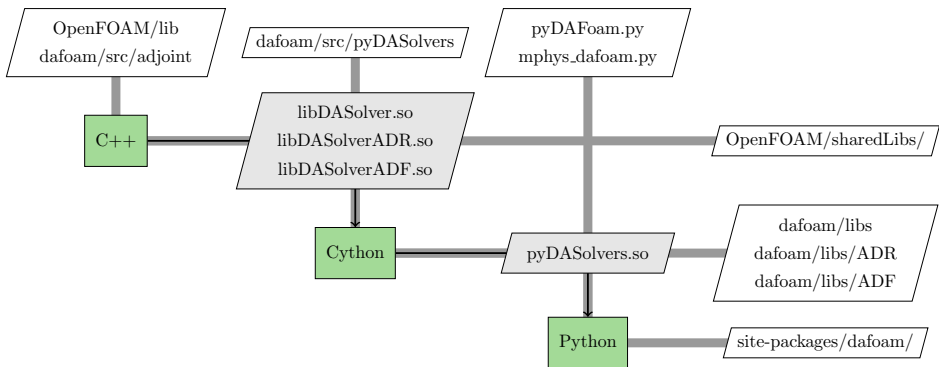 OpenFOAM/lib
dafoam/src/adjoint
dafoam/src/pyDASolvers
pyDAFoam.py
mphys_dafoam.py
C++
libDASolver.so
libDASolverADR.so
libDASolverADF.so
OpenFOAM/sharedLibs/
Cython
pyDASolvers.so
dafoam/libs
dafoam/libs/ADR
dafoam/libs/ADF
Python
site-packages/dafoam/